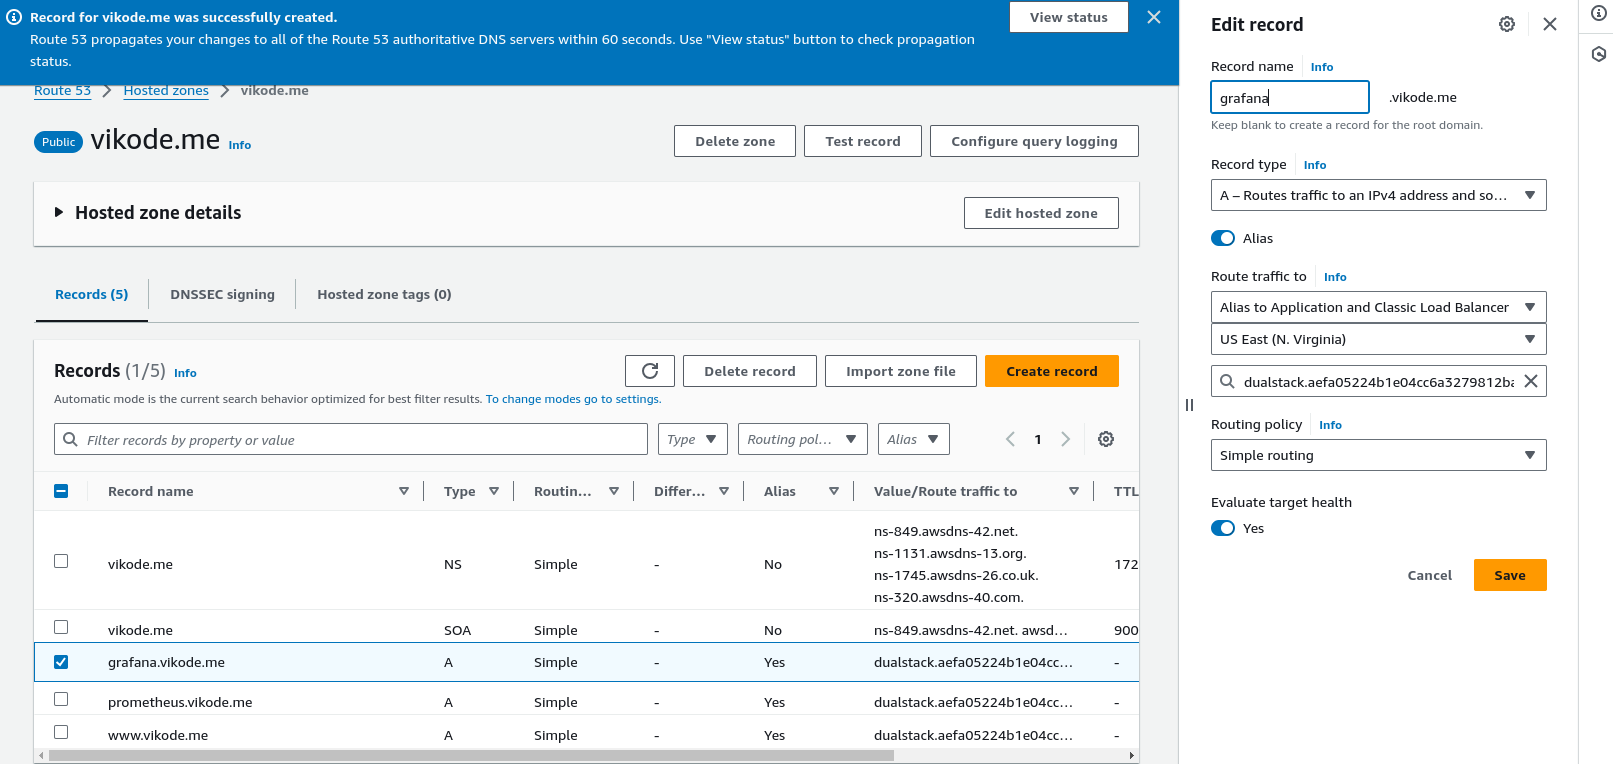 Record for vikode.me was successfully created.
Route 53 propagates your changes to all of the Route 53 authoritative DNS servers within 60 seconds. Use "View status" button to check propagation
status.
View status
Route 53
Hosted zones
vikode.me
Public
vikode.me
Info
Delete zone
Test record
Configure query logging
Hosted zone details
Edit hosted zone
Records (5)
DNSSEC signing
Hosted zone tags (0)
Records (1/5)
Info
Delete record
Import zone file
Create record
Automatic mode is the current search behavior optimized for best filter results. To change modes go to settings.
Filter records by property or value
Type
Routing pol...
Alias
1
Record name
Type
Routin...
Differ...
Alias
Value/Route traffic to
TTL
vikode.me
NS
Simple
-
No
ns-849.awsdns-42.net.
ns-1131.awsdns-13.org.
ns-1745.awsdns-26.co.uk.
ns-320.awsdns-40.com.
172
vikode.me
SOA
Simple
-
No
ns-849.awsdns-42.net. awsd...
900
grafana.vikode.me
A
Simple
-
Yes
dualstack.aefa05224b1e04cc...
-
prometheus.vikode.me
A
Simple
-
Yes
dualstack.aefa05224b1e04cc...
-
www.vikode.me
A
Simple
-
Yes
dualstack.aefa05224b1e04cc...
-
Edit record
Record name
Info
grafana
.vikode.me
Keep blank to create a record for the root domain.
Record type
Info
A – Routes traffic to an IPv4 address and so...
Alias
Route traffic to
Info
Alias to Application and Classic Load Balancer
US East (N. Virginia)
dualstack.aefa05224b1e04cc6a3279812ba
Routing policy
Info
Simple routing
Evaluate target health
Yes
Cancel
Save